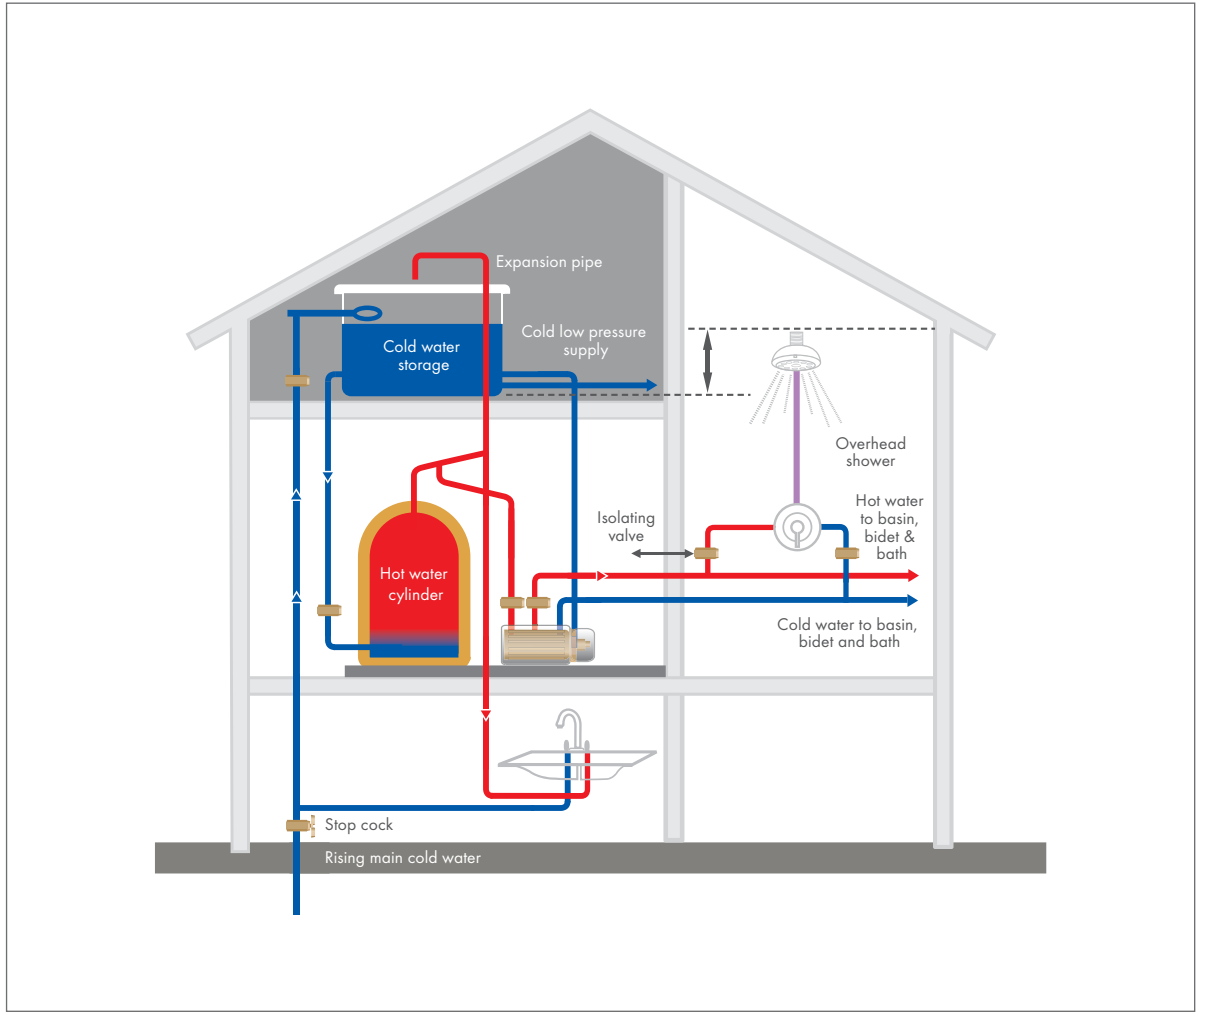 Expansion pipe
Cold low pressure
supply
Cold water
storage
Overhead
shower
Hot water
to basin,
bidet &
bath
Isolating
valve
Hot water
cylinder
Cold water to basin,
bidet and bath
Stop cock
Rising main cold water